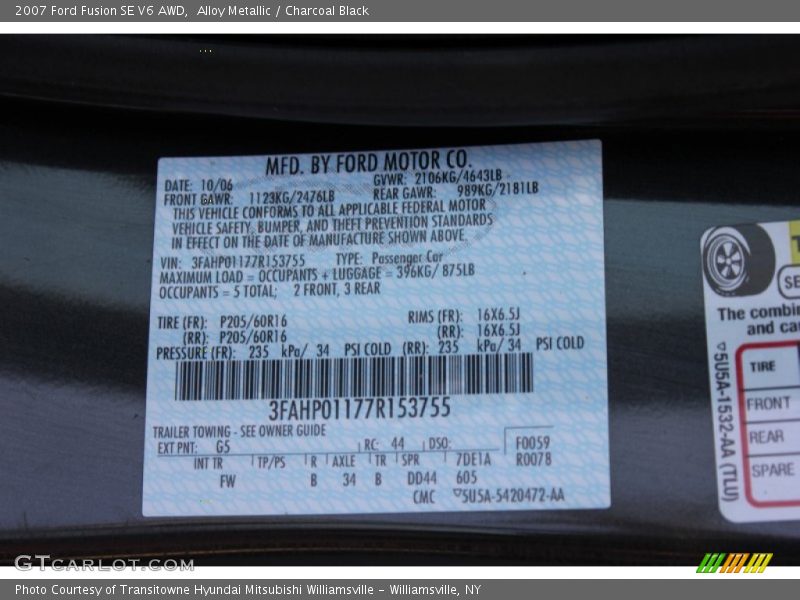 2007 Ford Fusion SE V6 AWD,  Alloy Metallic / Charcoal Black
MFD. BY FORD MOTOR CO.
DATE: 10/06 GVWR: 2106KG/4643LB
FRONT GAWR: 1123KG/2476LB REAR GAWR: 989KG/2181LB
THIS VEHICLE CONFORMS TO ALL APPLICABLE FEDERAL MOTOR
VEHICLE SAFETY, BUMPER, AND THEFT PREVENTION STANDARDS
IN EFFECT ON THE DATE OF MANUFACTURE SHOWN ABOVE.
VIN: 3FAHP01177R153755 TYPE: Passenger Car
MAXIMUM LOAD = OCCUPANTS + LUGGAGE = 396KG/ 875LB
OCCUPANTS = 5 TOTAL; 2 FRONT, 3 REAR
TIRE (FR): P205/60R16 RIMS (FR): 16X6.5J
(RR): P205/60R16 (RR): 16X6.5J
PRESSURE (FR): 235 kPa/ 34 PSI COLD (RR): 235 kPa/ 34 PSI COLD
3FAHP01177R153755
TRAILER TOWING - SEE OWNER GUIDE
EXT PNT: G5 RC: 44 DSO: F0059
INT TR TP/PS R AXLE TR SPR 7DE1A R0078
FW B 34 B DD44 605
CMC 5U5A-5420472-AA
The combin
and ca
TIRE
FRONT
REAR
SPARE
5U5A-1532-AA (TLU)
GTCARLOT.COM
Photo Courtesy of Transitowne Hyundai Mitsubishi Williamsville – Williamsville, NY